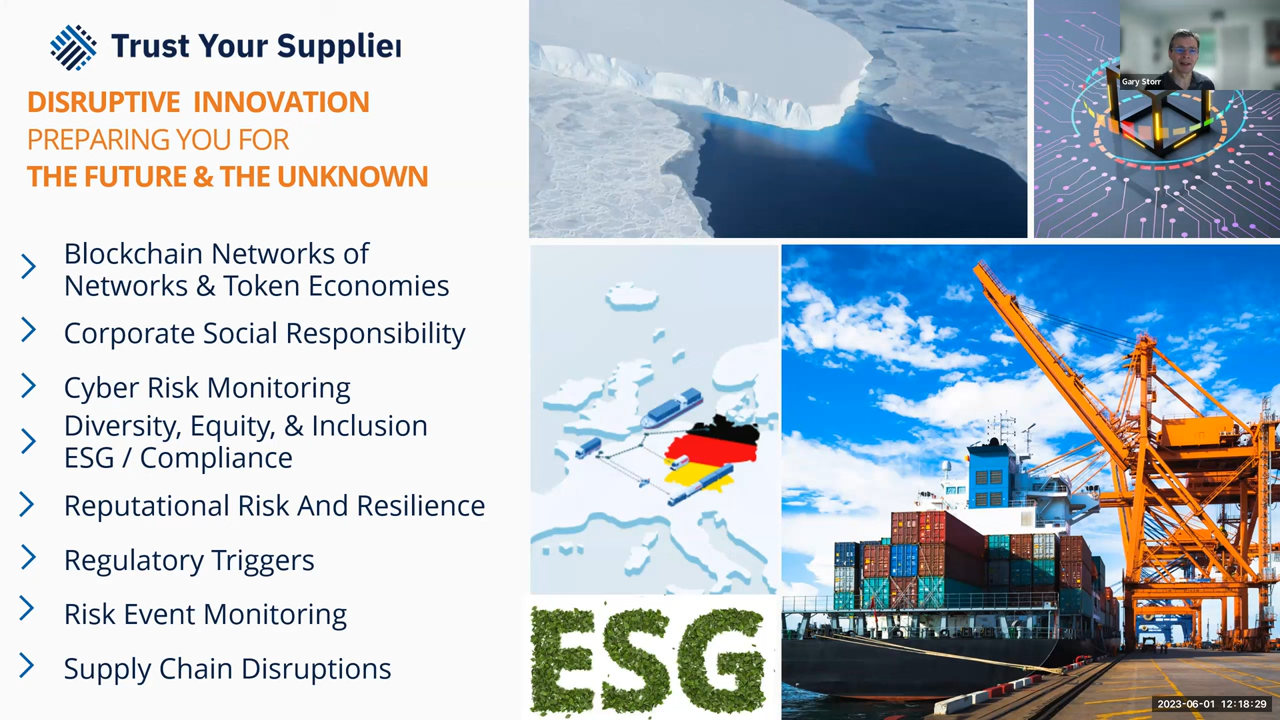 Trust Your Supplier
DISRUPTIVE INNOVATION
PREPARING YOU FOR
THE FUTURE & THE UNKNOWN
Blockchain Networks of
Networks & Token Economies
Corporate Social Responsibility
Cyber Risk Monitoring
Diversity, Equity, & Inclusion
ESG / Compliance
Reputational Risk And Resilience
Regulatory Triggers
Risk Event Monitoring
Supply Chain Disruptions
ESG
Gary Storr
2023-06-01 12:18:29